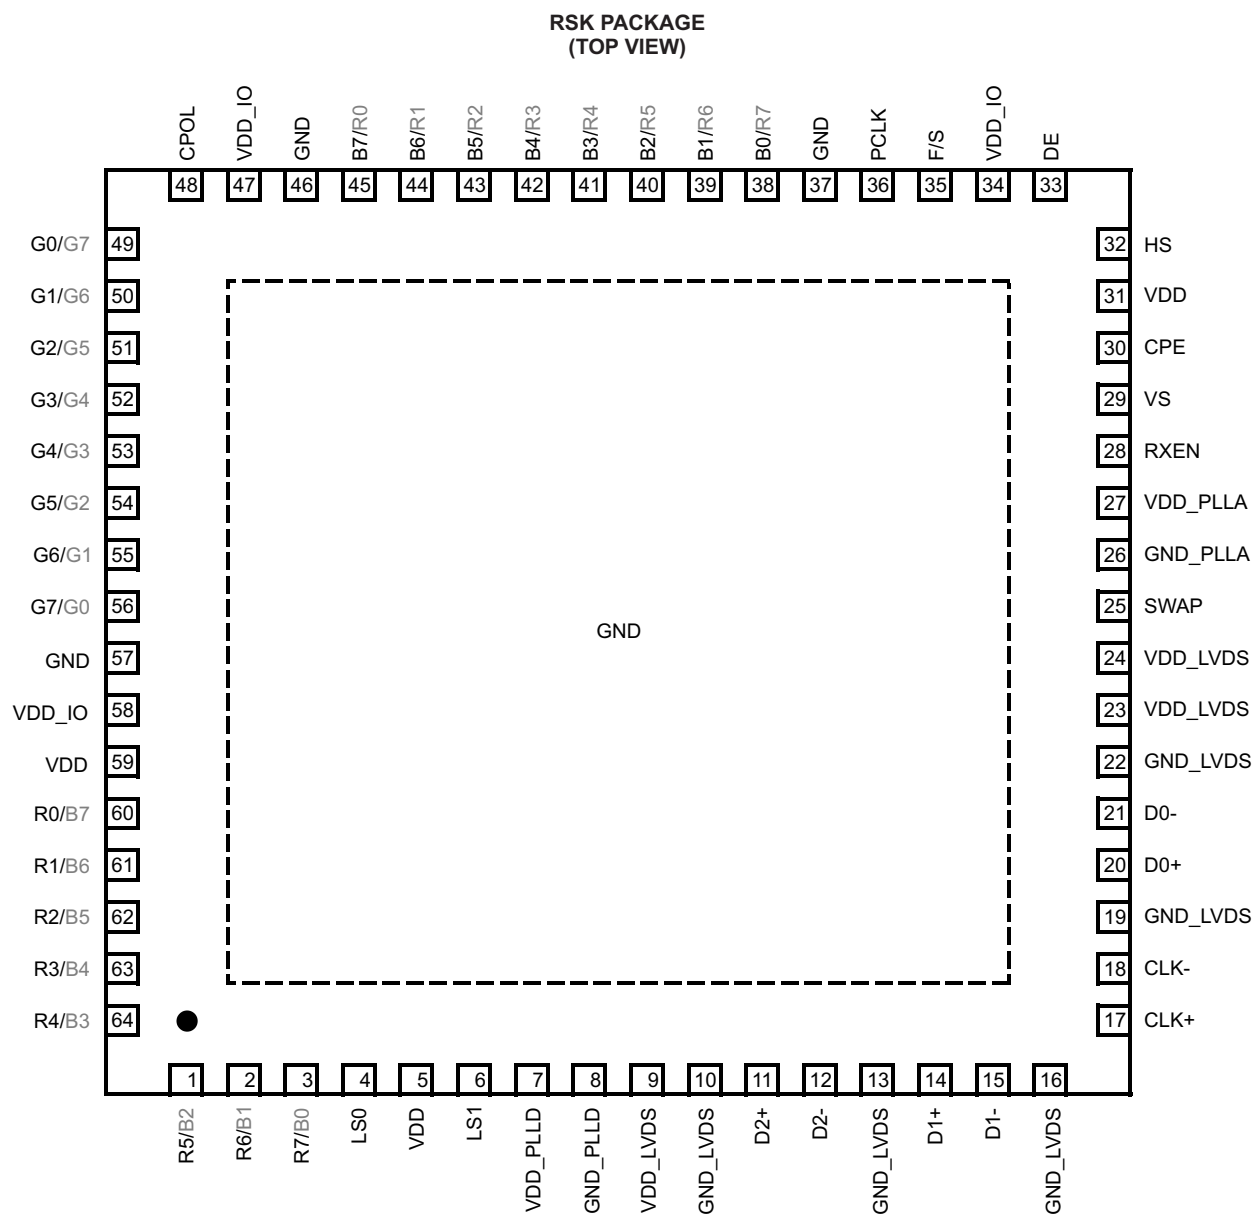 RSK PACKAGE
(TOP VIEW)
CPOL
VDD_IO
GND
B7/R0
B6/R1
B5/R2
B4/R3
B3/R4
B2/R5
B1/R6
B0/R7
GND
PCLK
F/S
VDD_IO
DE
48 47 46 45 44 43 42 41 40 39 38 37 36 35 34 33
G0/G7 49
32 HS
G1/G6 50
31 VDD
G2/G5 51
30 CPE
G3/G4 52
29 VS
G4/G3 53
28 RXEN
G5/G2 54
27 VDD_PLLA
G6/G1 55
26 GND_PLLA
G7/G0 56
25 SWAP
GND
GND 57
24 VDD_LVDS
VDD_IO 58
23 VDD_LVDS
VDD 59
22 GND_LVDS
R0/B7 60
21 D0-
R1/B6 61
20 D0+
R2/B5 62
19 GND_LVDS
R3/B4 63
18 CLK-
R4/B3 64
17 CLK+
1 2 3 4 5 6 7 8 9 10 11 12 13 14 15 16
R5/B2
R6/B1
R7/B0
LS0
VDD
LS1
VDD_PLLD
GND_PLLD
VDD_LVDS
GND_LVDS
D2+
D2-
GND_LVDS
D1+
D1-
GND_LVDS